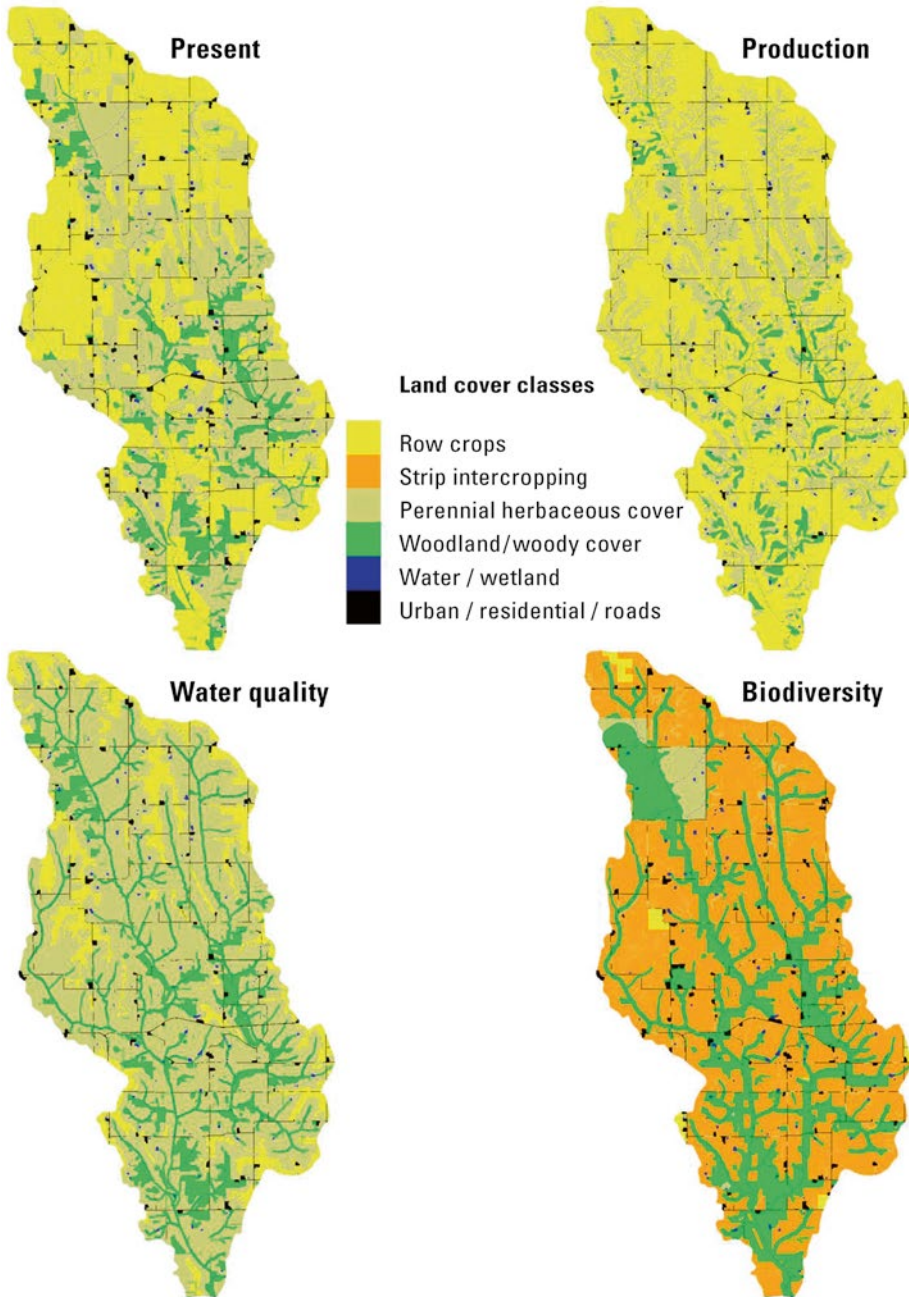 Present
Production
Land cover classes
Row crops
Strip intercropping
Perennial herbaceous cover
Woodland/woody cover
Water / wetland
Urban / residential / roads
Water quality
Biodiversity